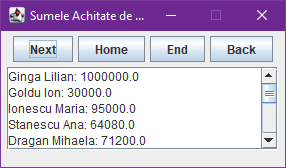 Sumele Achitate de ...
Next Home End Back
Ginga Lilian: 1000000.0
Goldu Ion: 30000.0
Ionescu Maria: 95000.0
Stanescu Ana: 64080.0
Dragan Mihaela: 71200.0